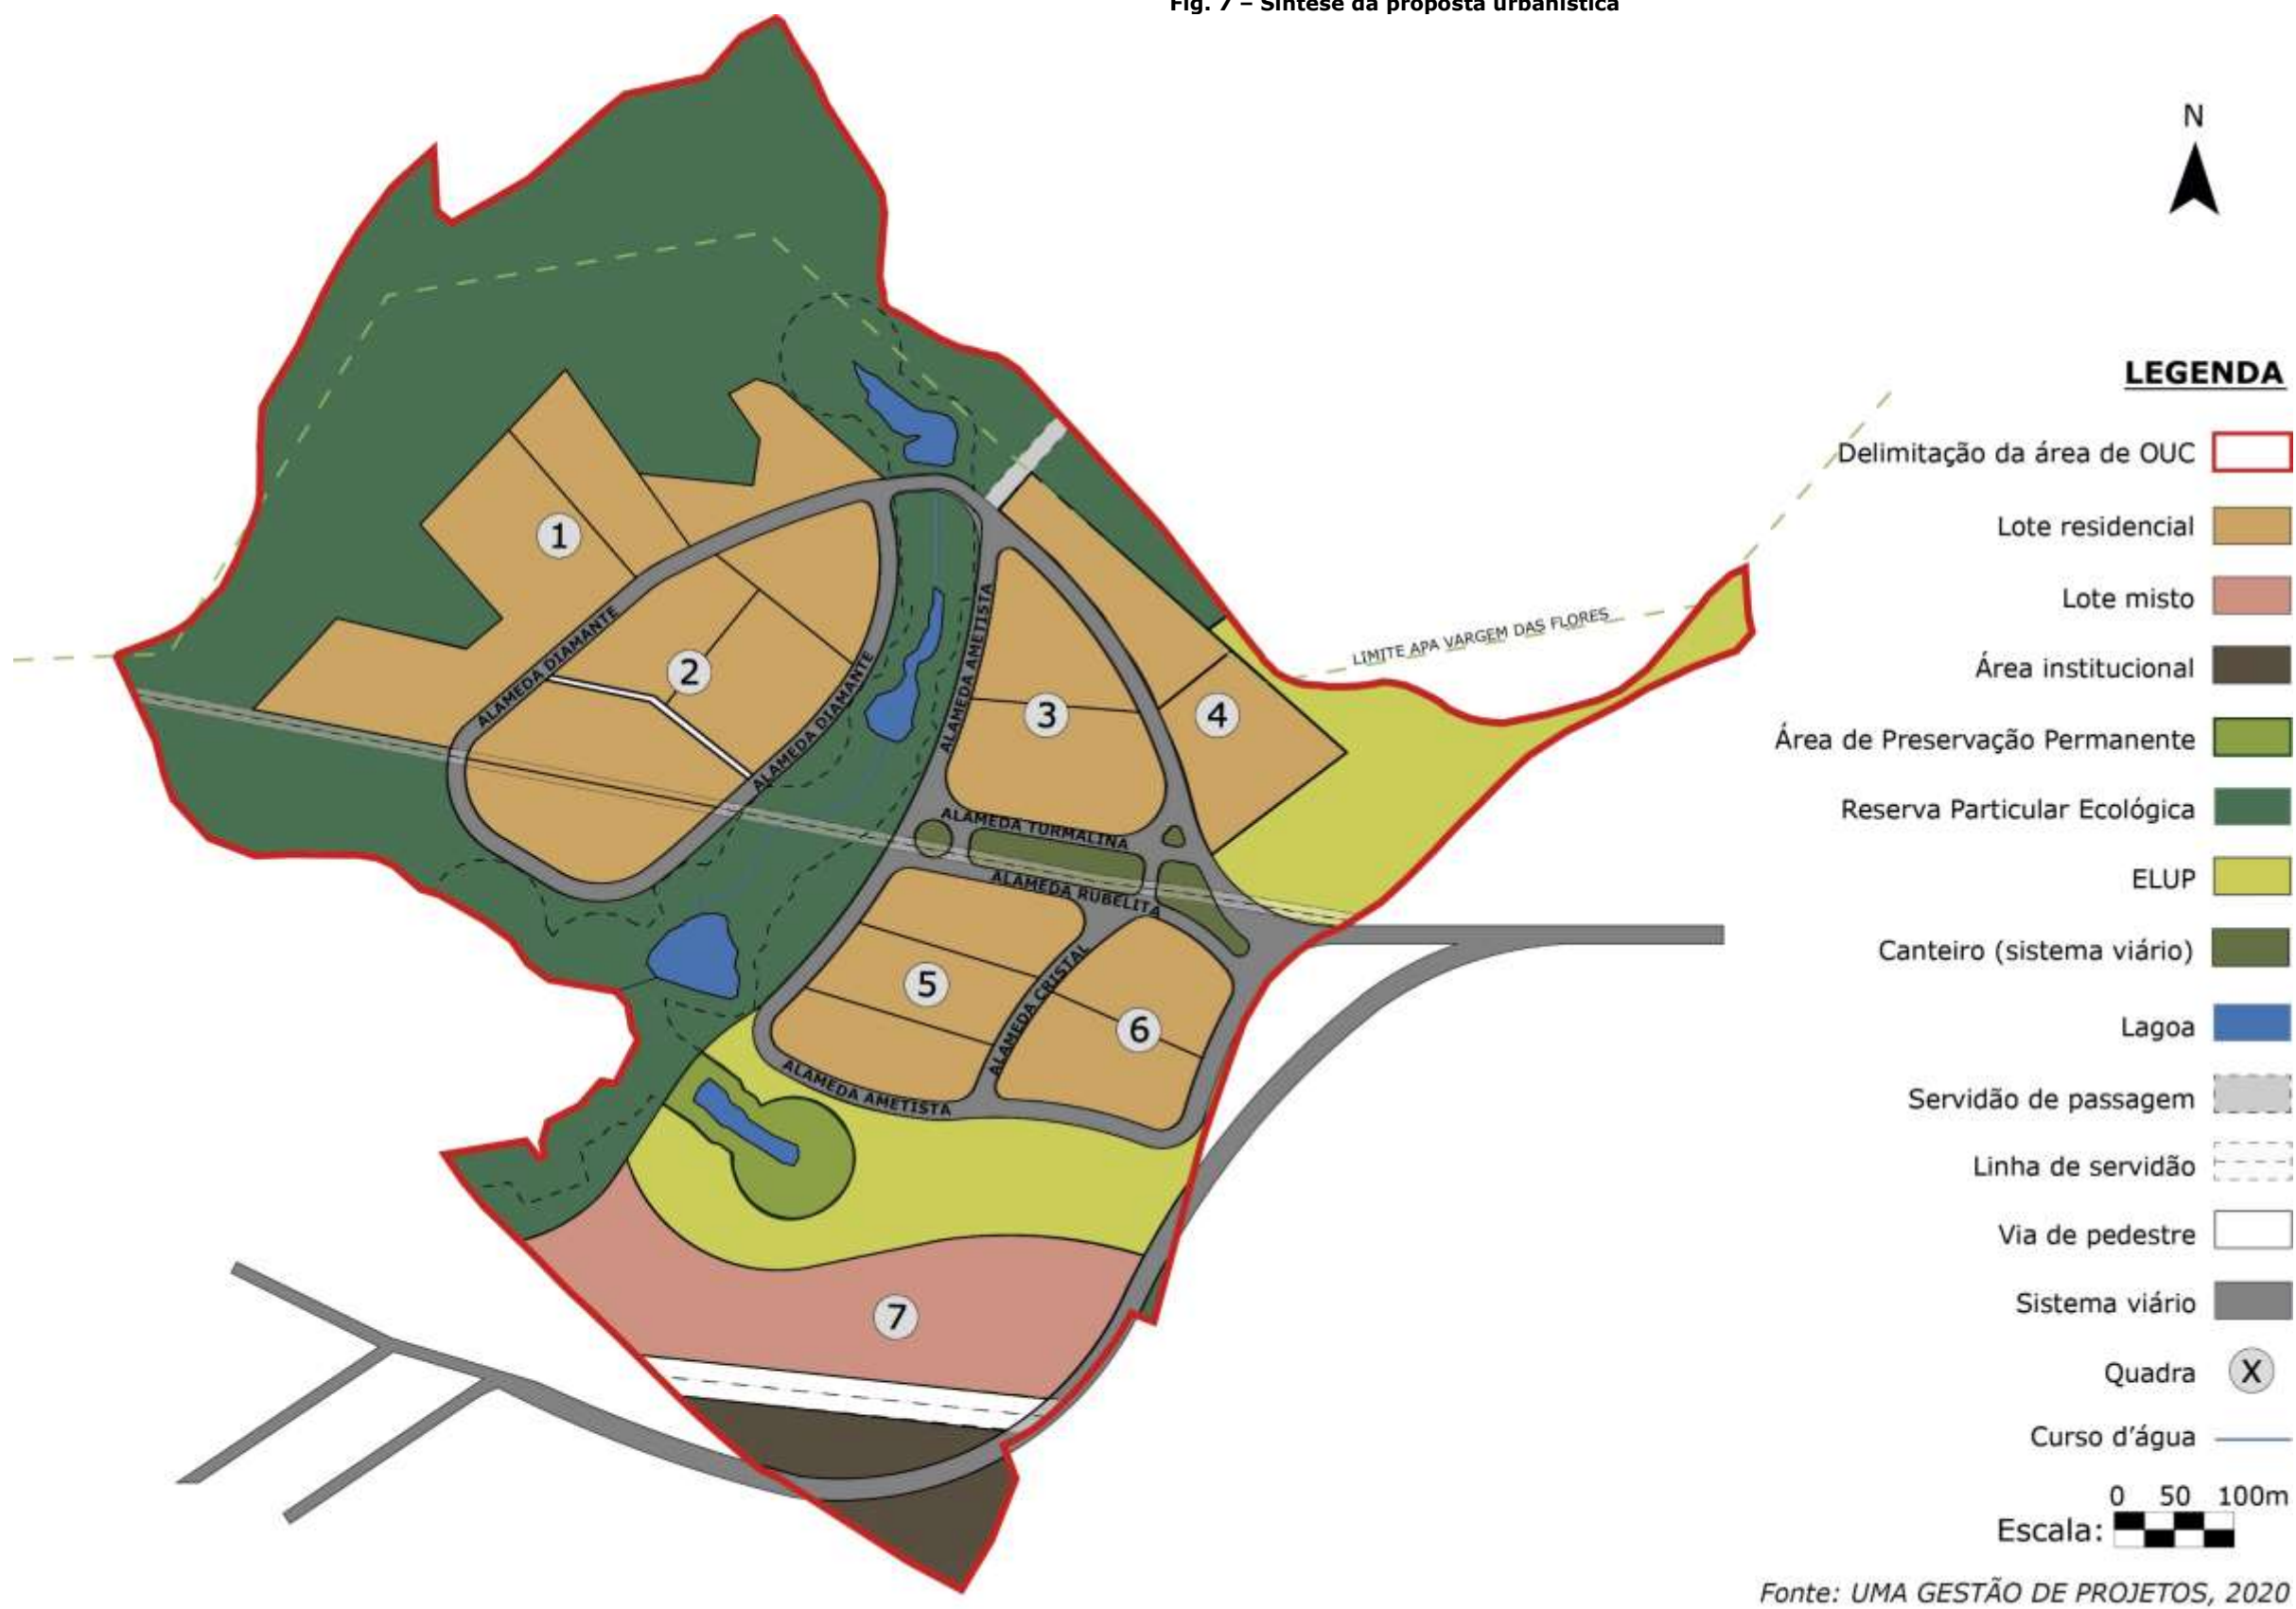 Fig. 7 – Síntese da proposta urbanística
N
LEGENDA
Delimitação da área de OUC
Lote residencial
Lote misto
Área institucional
Área de Preservação Permanente
Reserva Particular Ecológica
ELUP
Canteiro (sistema viário)
Lagoa
Servidão de passagem
Linha de servidão
Via de pedestre
Sistema viário
Quadra X
Curso d'água
0 50 100m
Escala:
Fonte: UMA GESTÃO DE PROJETOS, 2020
LIMITE APA VARGEM DAS FLORES
1
2
3
4
5
6
7
ALAMEDA DIAMANTE
ALAMEDA DIAMANTE
ALAMEDA AMETISTA
ALAMEDA AMETISTA
ALAMEDA TURMALINA
ALAMEDA RUBELITA
ALAMEDA CRISTAL
ALAMEDA AMETISTA